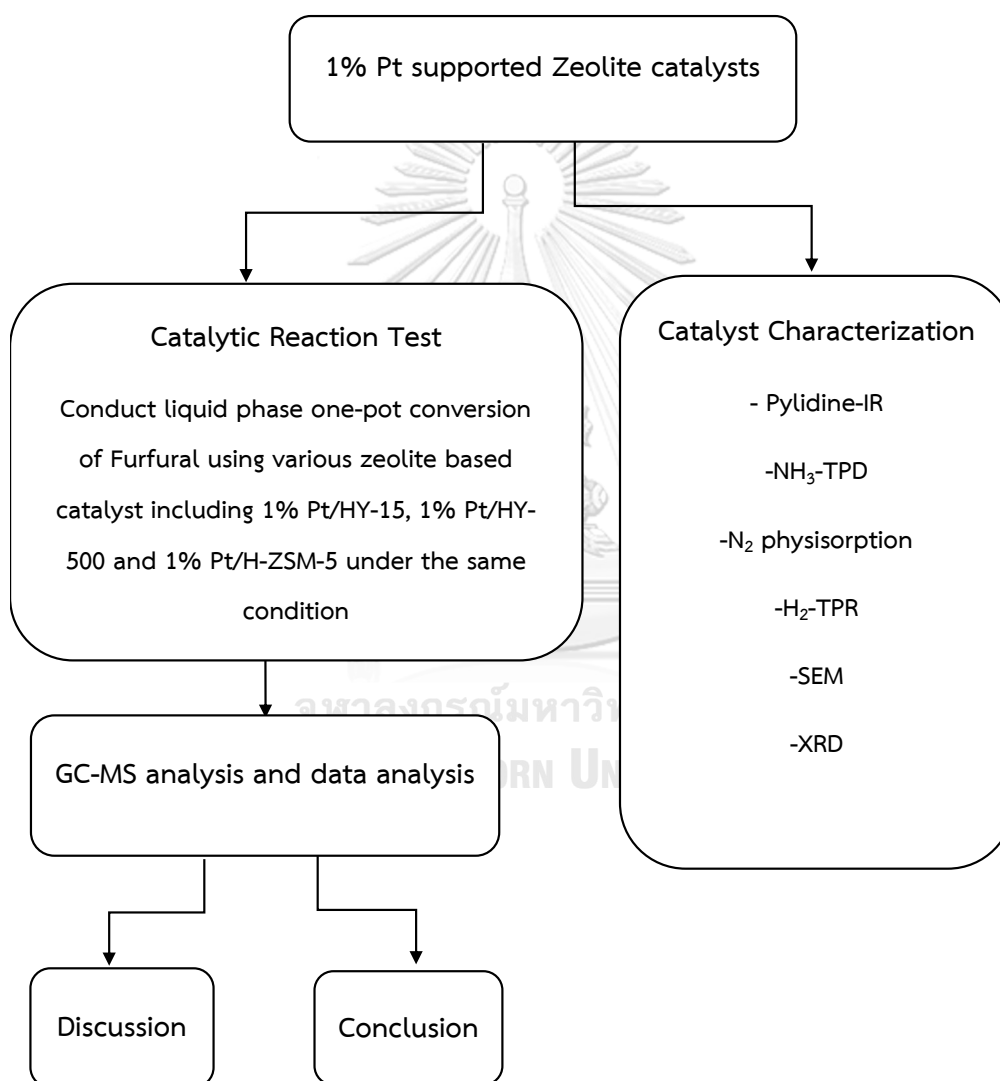 1% Pt supported Zeolite catalysts
Catalytic Reaction Test
Conduct liquid phase one-pot conversion
of Furfural using various zeolite based
catalyst including 1% Pt/HY-15, 1% Pt/HY-
500 and 1% Pt/H-ZSM-5 under the same
condition
Catalyst Characterization
- Pylidine-IR
-NH₃-TPD
-N₂ physisorption
-H₂-TPR
-SEM
-XRD
GC-MS analysis and data analysis
Discussion
Conclusion